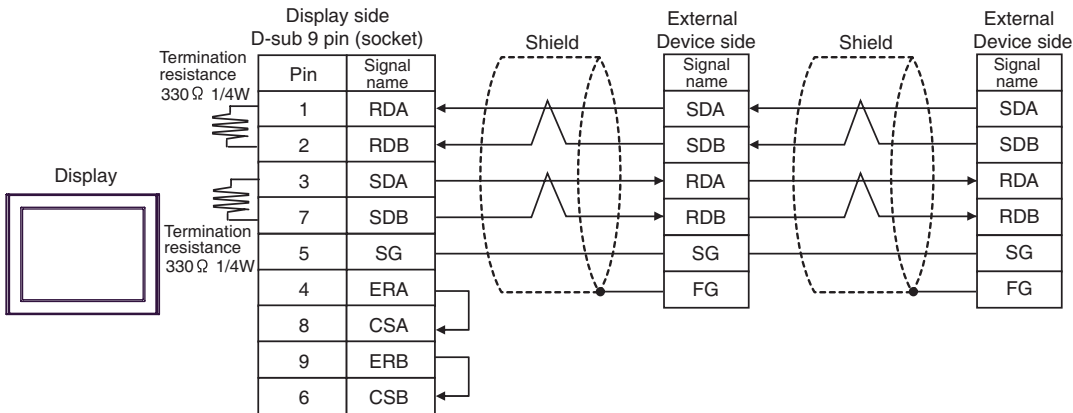 Display side
D-sub 9 pin (socket)
External
Device side
External
Device side
Shield
Shield
Termination
resistance
330Ω 1/4W
Pin
Signal
name
Signal
name
Signal
name
1 RDA SDA SDA
2 RDB SDB SDB
Display
3 SDA RDA RDA
7 SDB RDB RDB
Termination
resistance
330Ω 1/4W
5 SG SG SG
4 ERA FG FG
8 CSA
9 ERB
6 CSB